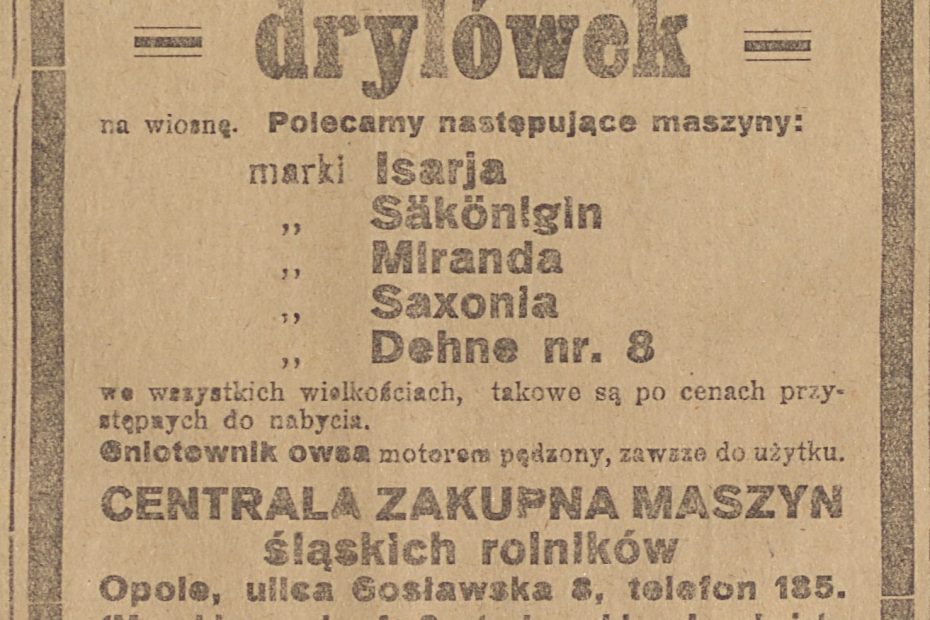 drylówek
na wiosnę. Polecamy następujące maszyny:
marki Isarja
„ Säkönigin
„ Miranda
„ Saxonia
„ Dehne nr. 8
we wszystkich wielkościach, takowe są po cenach przy-
stępnych do nabycia.
Gniotownik owsa motorem pędzony, zawsze do użytku.
CENTRALA ZAKUPNA MASZYN
śląskich rolników
Opole, ulica Gosławska 8, telefon 185.